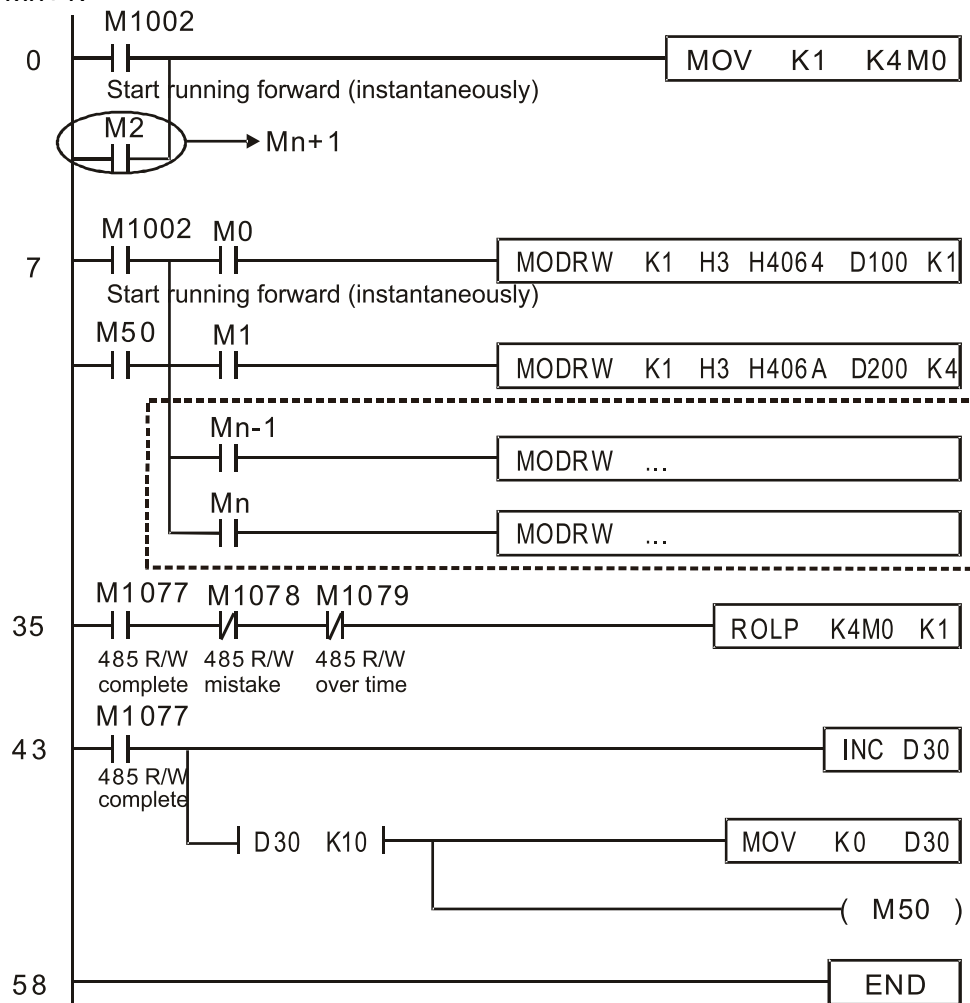 M1002
0 MOV K1 K4M0
Start running forward (instantaneously)
M2
Mn+1
M1002 M0
7 MODRW K1 H3 H4064 D100 K1
Start running forward (instantaneously)
M50 M1
MODRW K1 H3 H406A D200 K4
Mn-1
MODRW ...
Mn
MODRW ...
M1077 M1078 M1079
35 ROLP K4M0 K1
485 R/W 485 R/W 485 R/W
complete mistake over time
M1077
43 INC D30
485 R/W
complete
D30 K10 MOV K0 D30
( M50 )
58 END